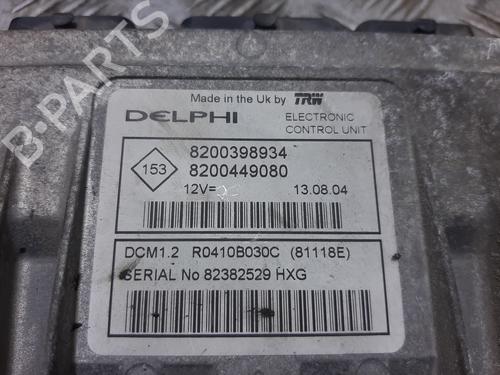 Made in the Uk by TRW
DELPHI
ELECTRONIC
CONTROL UNIT
153
8200398934
8200449080
12V=
13.08.04
DCM1.2 R0410B030C (81118E)
SERIAL No 82382529 HXG
B-PARTS